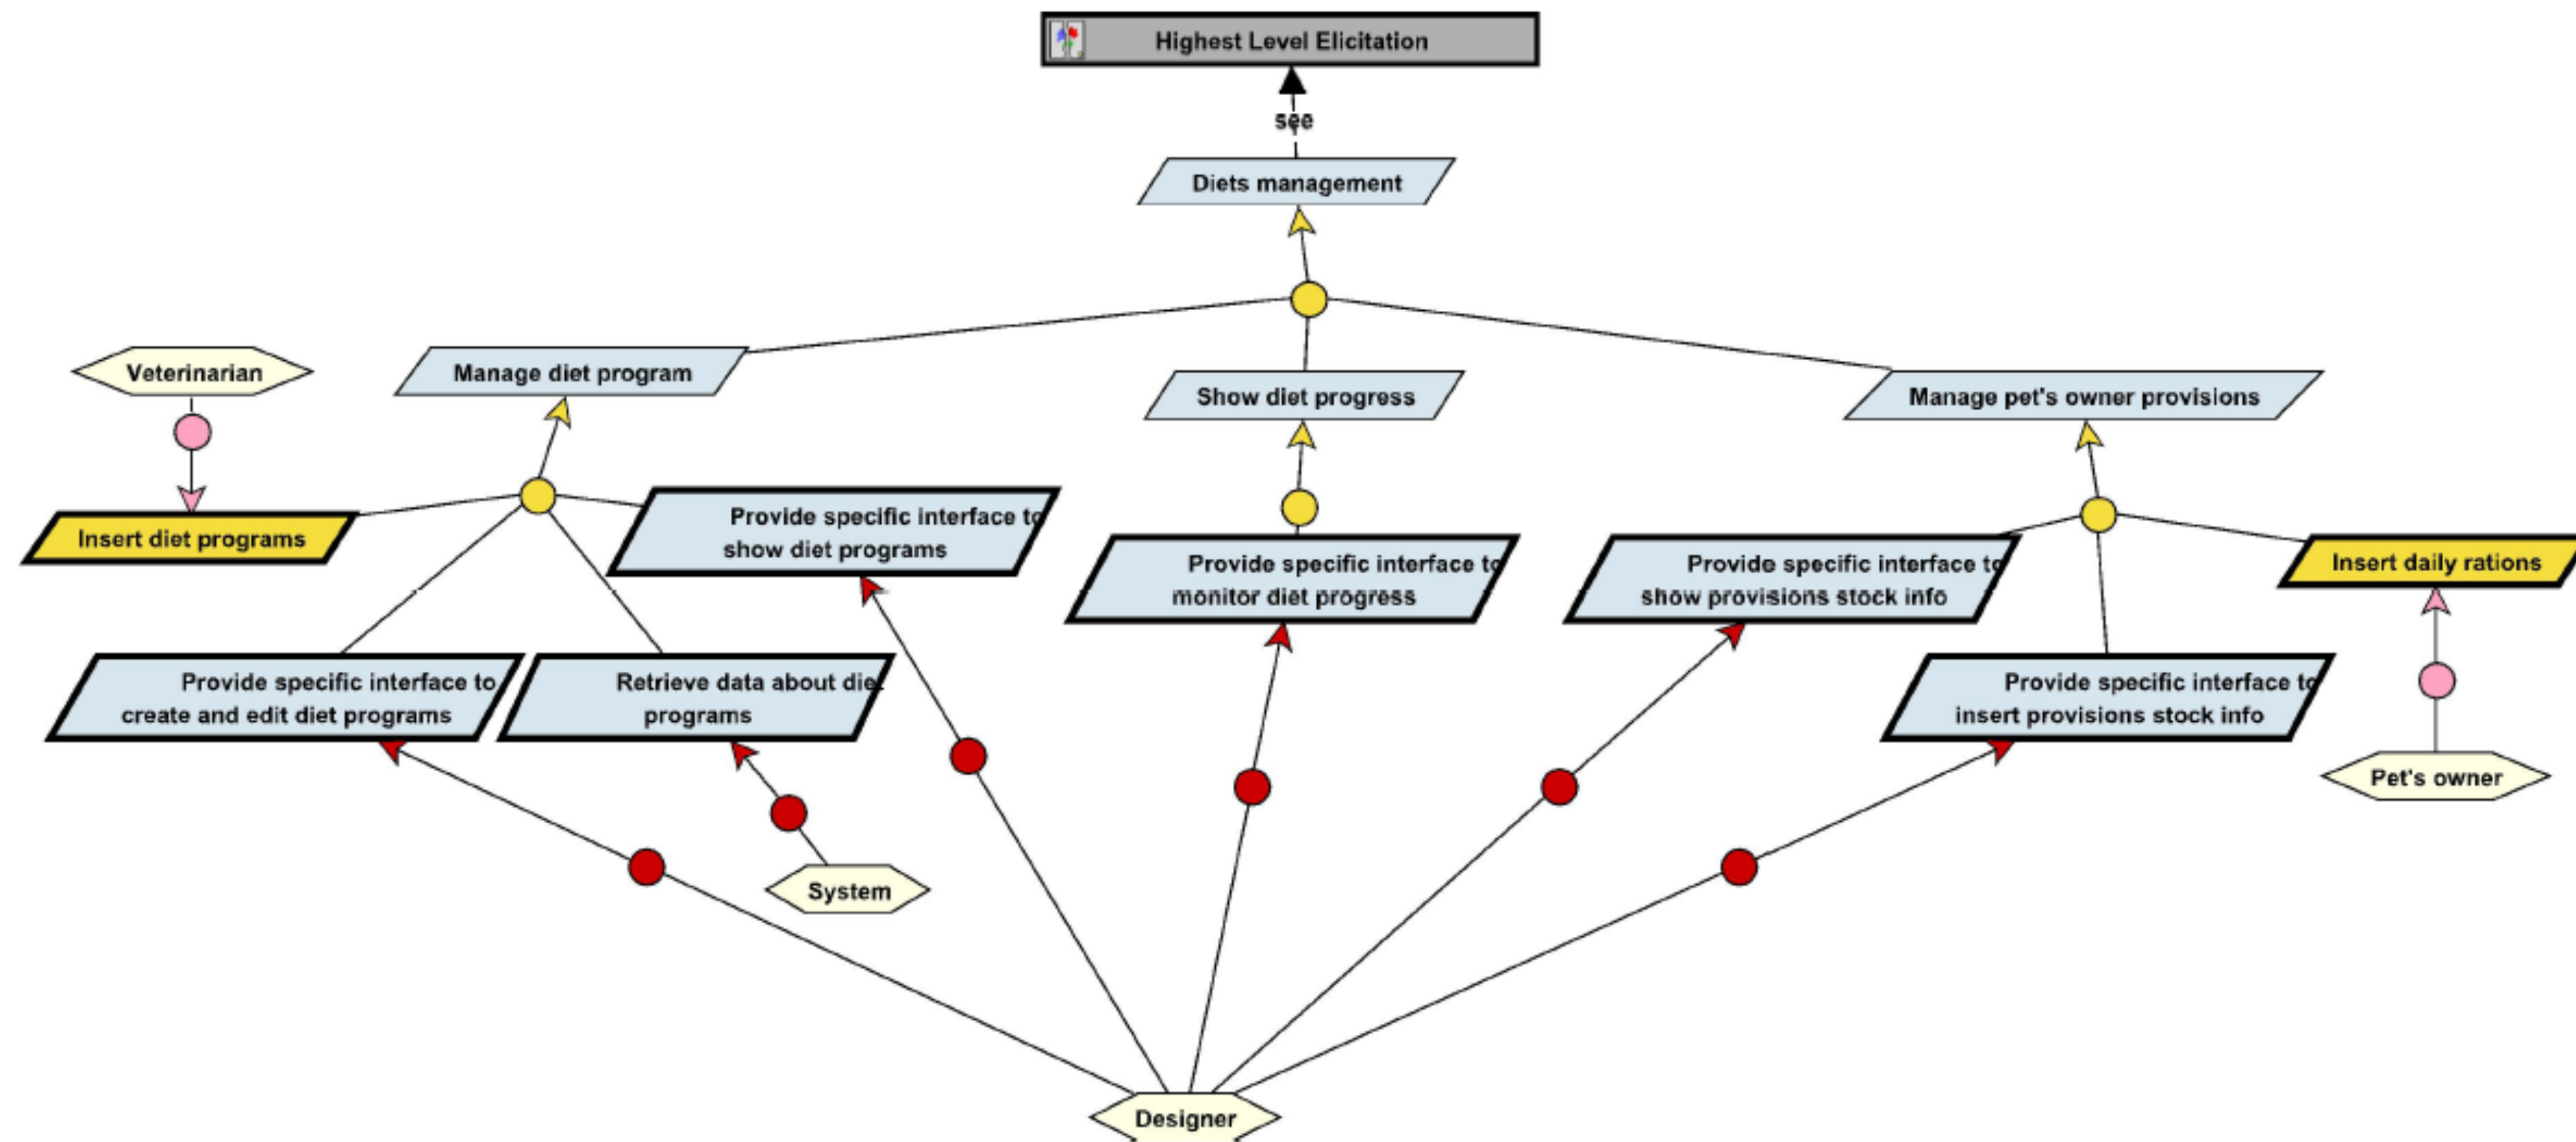 Highest Level Elicitation
see
Diets management
Veterinarian
Manage diet program
Show diet progress
Manage pet's owner provisions
Insert diet programs
Provide specific interface to
show diet programs
Provide specific interface to
monitor diet progress
Provide specific interface to
show provisions stock info
Insert daily rations
Provide specific interface to
create and edit diet programs
Retrieve data about diet
programs
Provide specific interface to
insert provisions stock info
Pet's owner
System
Designer